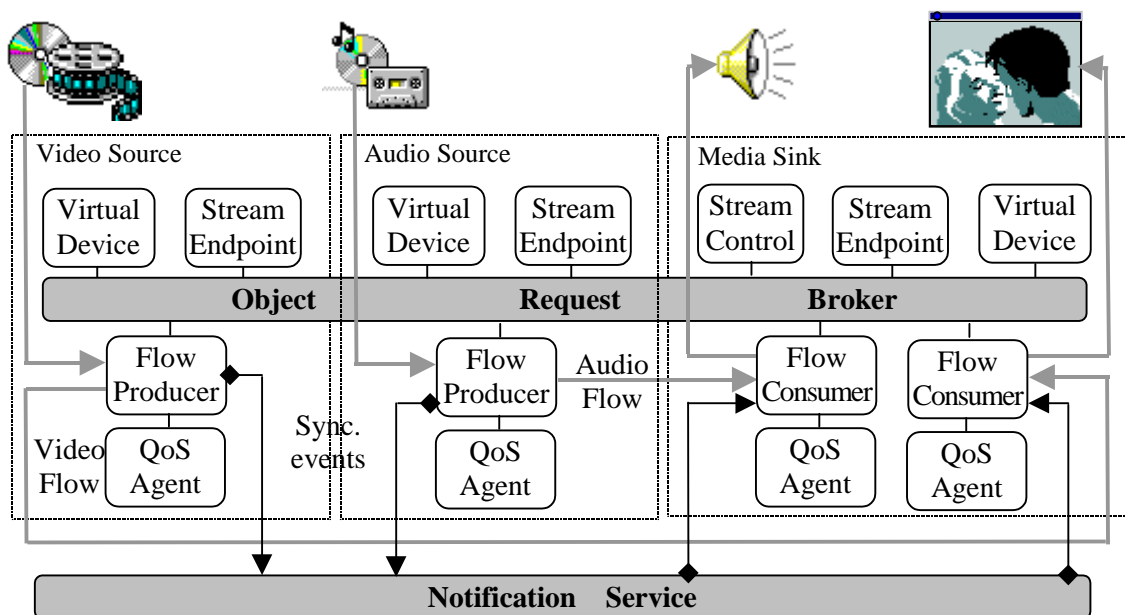 Video Source
Audio Source
Media Sink
Virtual
Device
Stream
Endpoint
Virtual
Device
Stream
Endpoint
Stream
Control
Stream
Endpoint
Virtual
Device
Object Request Broker
Flow
Producer
Flow
Producer
Audio
Flow
Flow
Consumer
Flow
Consumer
Video
Flow
QoS
Agent
Sync.
events
QoS
Agent
QoS
Agent
QoS
Agent
Notification Service